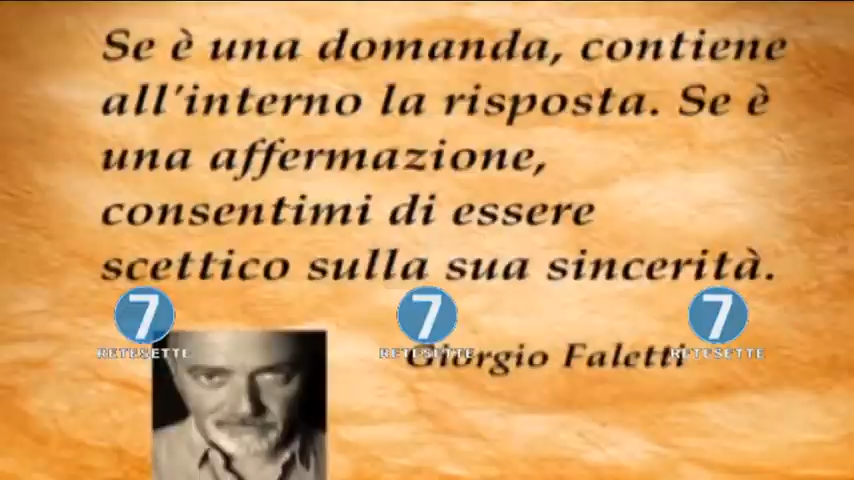 Se è una domanda, contiene
all'interno la risposta. Se è
una affermazione,
consentimi di essere
scettico sulla sua sincerità.
7 7 7
RETESETTE RETESETTE RETESETTE
Giorgio Faletti